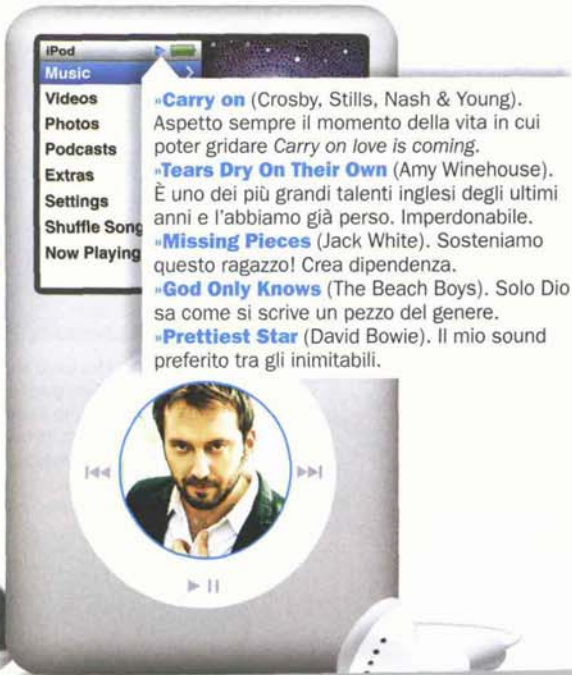 iPod
Music
Videos
Photos
Podcasts
Extras
Settings
Shuffle Song
Now Playing
»Carry on (Crosby, Stills, Nash & Young).
Aspetto sempre il momento della vita in cui
poter gridare Carry on love is coming.
»Tears Dry On Their Own (Amy Winehouse).
È uno dei più grandi talenti inglesi degli ultimi
anni e l'abbiamo già perso. Imperdonabile.
»Missing Pieces (Jack White). Sosteniamo
questo ragazzo! Crea dipendenza.
»God Only Knows (The Beach Boys). Solo Dio
sa come si scrive un pezzo del genere.
»Prettiest Star (David Bowie). Il mio sound
preferito tra gli inimitabili.